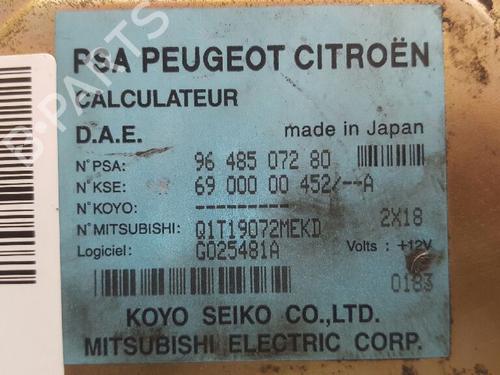 PSA PEUGEOT CITROËN
CALCULATEUR
D.A.E. made in Japan
N°PSA: 96 485 072 80
N°KSE: 69 000 00 452/--A
N°KOYO: ---------
N°MITSUBISHI: Q1T19072MEKD 2X18
Logiciel: G025481A Volts : +12V
0183
KOYO SEIKO CO.,LTD.
MITSUBISHI ELECTRIC CORP.